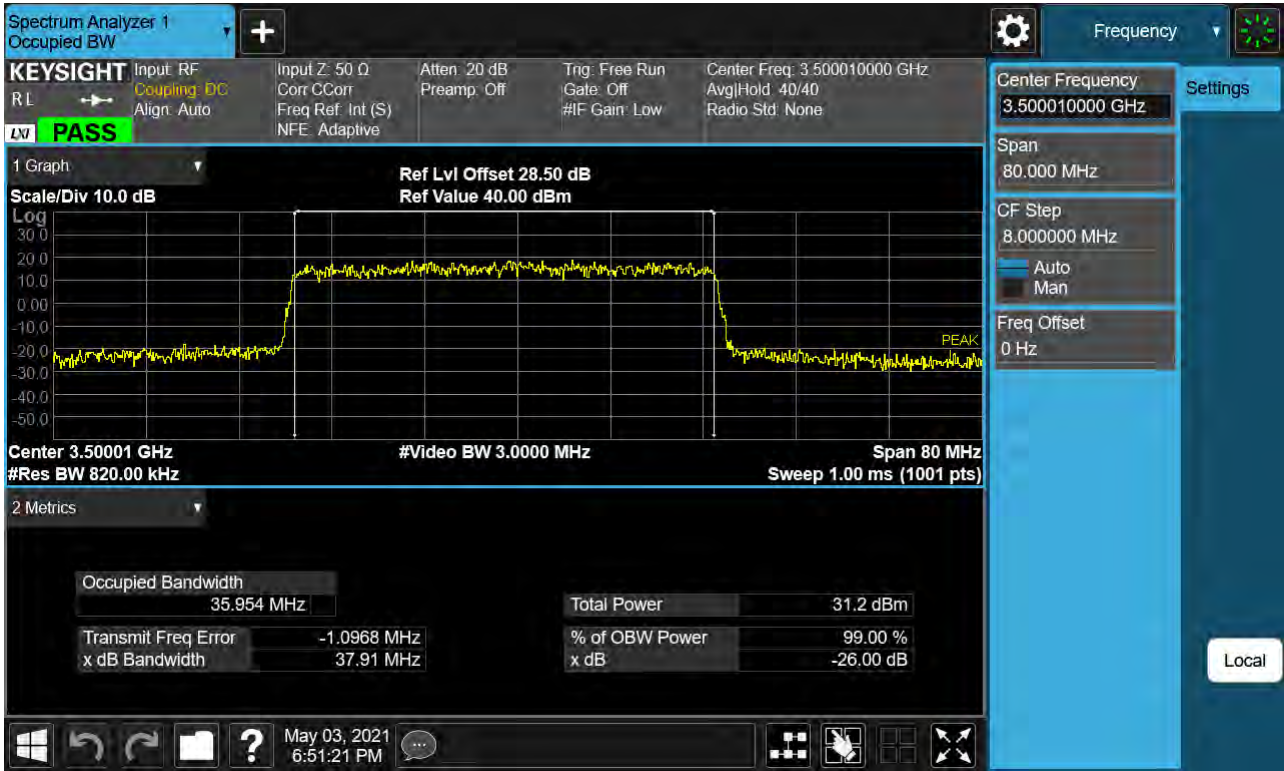 Spectrum Analyzer 1
Occupied BW
+
Frequency
KEYSIGHT
RL
LXI
PASS
Input: RF
Coupling: DC
Align: Auto
Input Z: 50 Ω
Corr CCorr
Freq Ref: Int (S)
NFE: Adaptive
Atten: 20 dB
Preamp: Off
Trig: Free Run
Gate: Off
#IF Gain: Low
Center Freq: 3.500010000 GHz
Avg|Hold: 40/40
Radio Std: None
Center Frequency
3.500010000 GHz
Settings
Span
80.000 MHz
CF Step
8.000000 MHz
Auto
Man
Freq Offset
0 Hz
1 Graph
Scale/Div 10.0 dB
Ref Lvl Offset 28.50 dB
Ref Value 40.00 dBm
Log
30.0
20.0
10.0
0.00
-10.0
-20.0
-30.0
-40.0
-50.0
PEAK
Center 3.50001 GHz
#Res BW 820.00 kHz
#Video BW 3.0000 MHz
Span 80 MHz
Sweep 1.00 ms (1001 pts)
2 Metrics
Occupied Bandwidth
35.954 MHz
Transmit Freq Error -1.0968 MHz
x dB Bandwidth 37.91 MHz
Total Power 31.2 dBm
% of OBW Power 99.00 %
x dB -26.00 dB
Local
?
May 03, 2021
6:51:21 PM